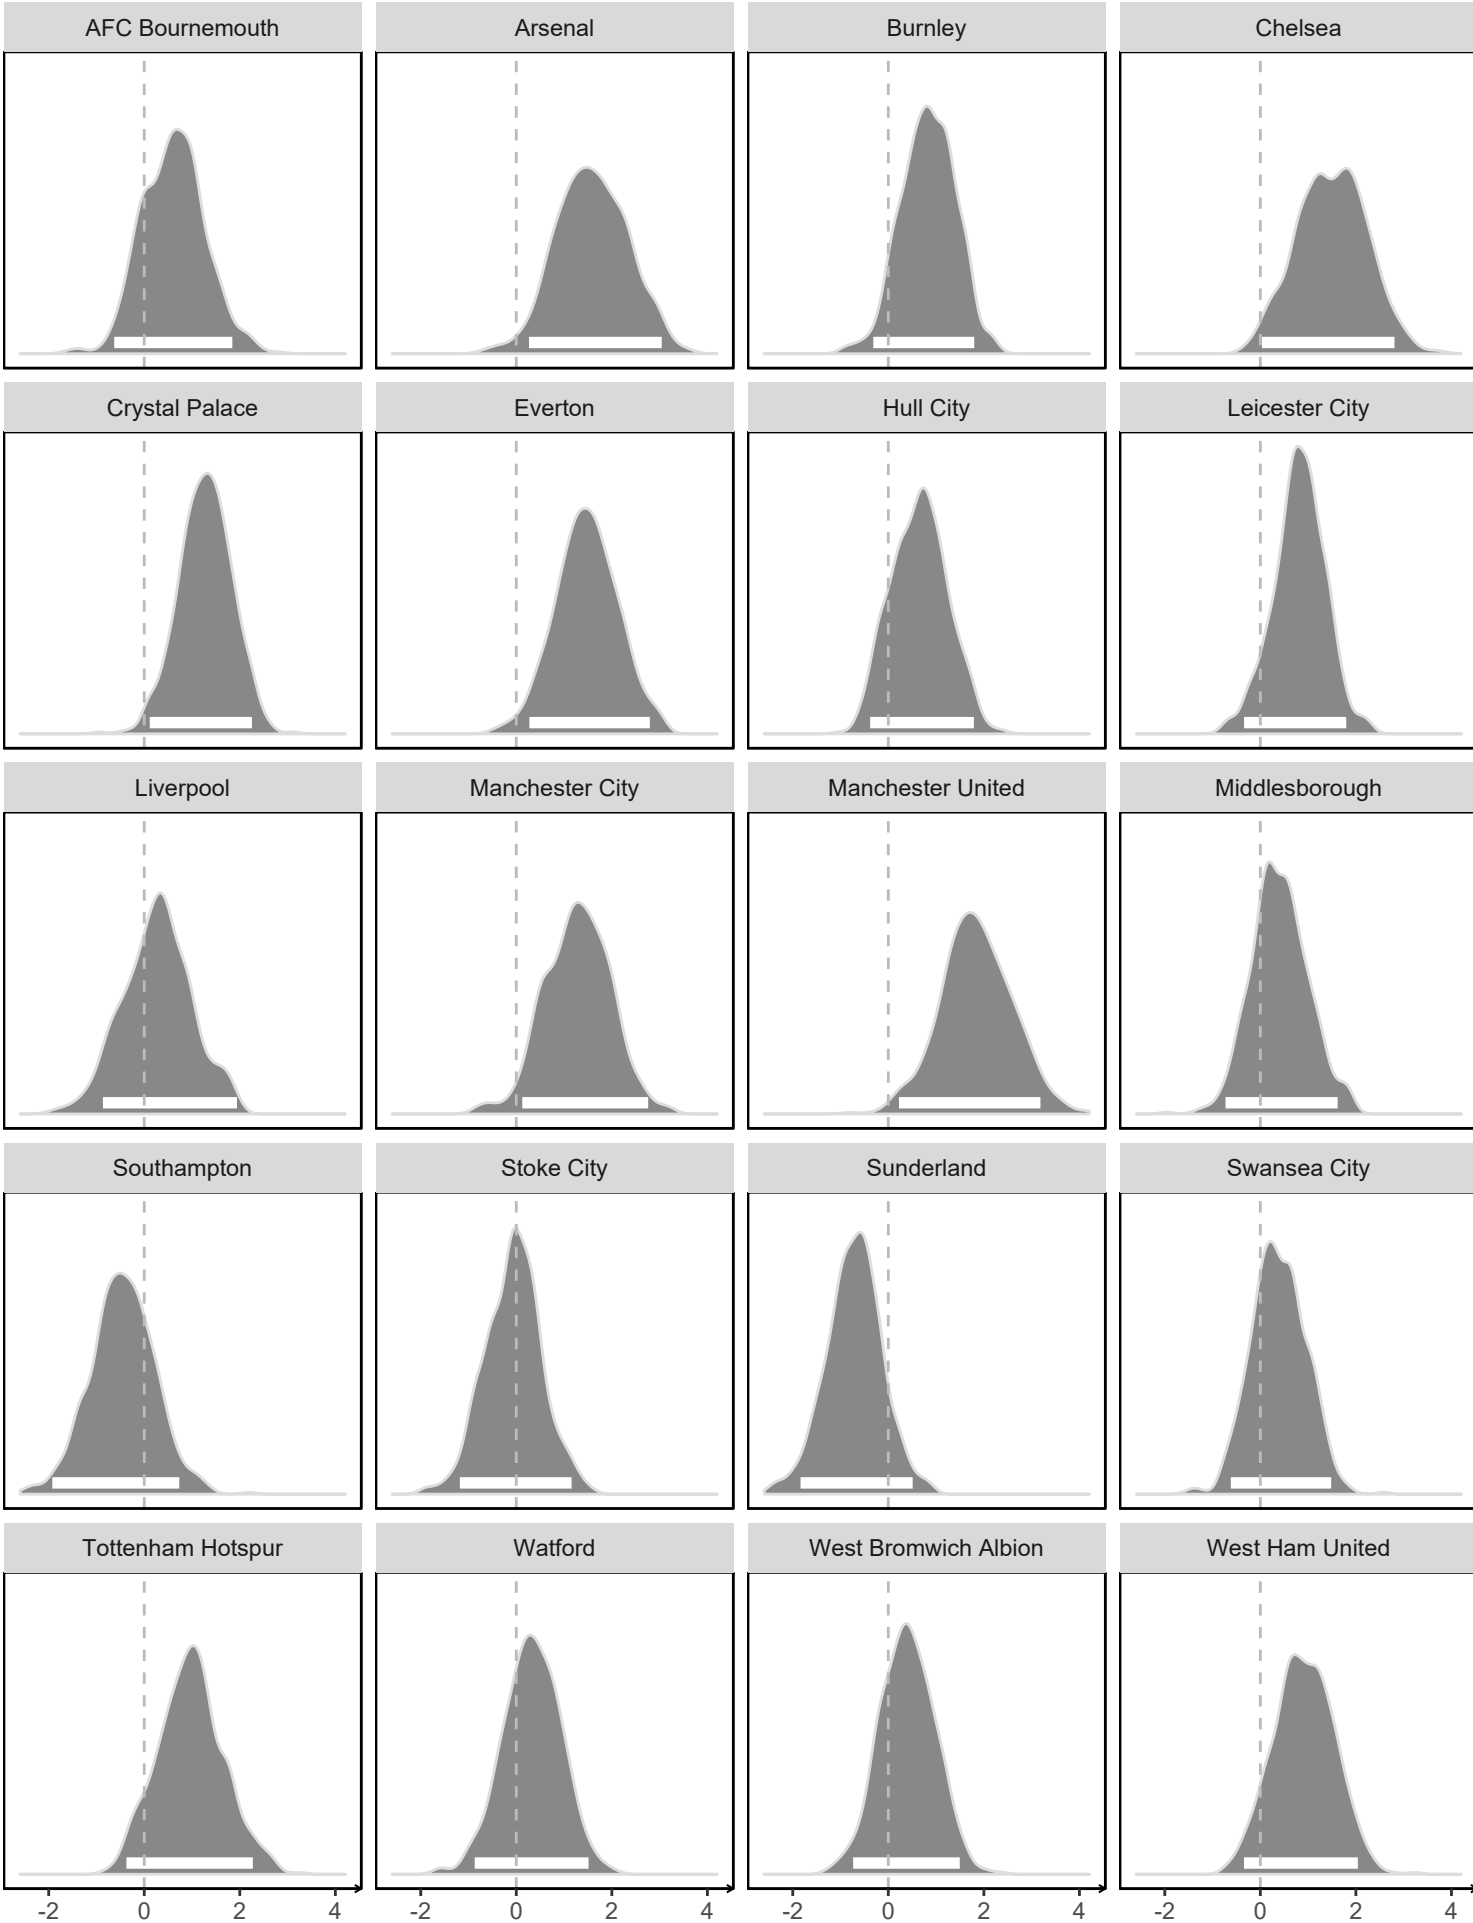 AFC Bournemouth Arsenal Burnley Chelsea
Crystal Palace Everton Hull City Leicester City
Liverpool Manchester City Manchester United Middlesborough
Southampton Stoke City Sunderland Swansea City
Tottenham Hotspur Watford West Bromwich Albion West Ham United
-2 0 2 4 -2 0 2 4 -2 0 2 4 -2 0 2 4